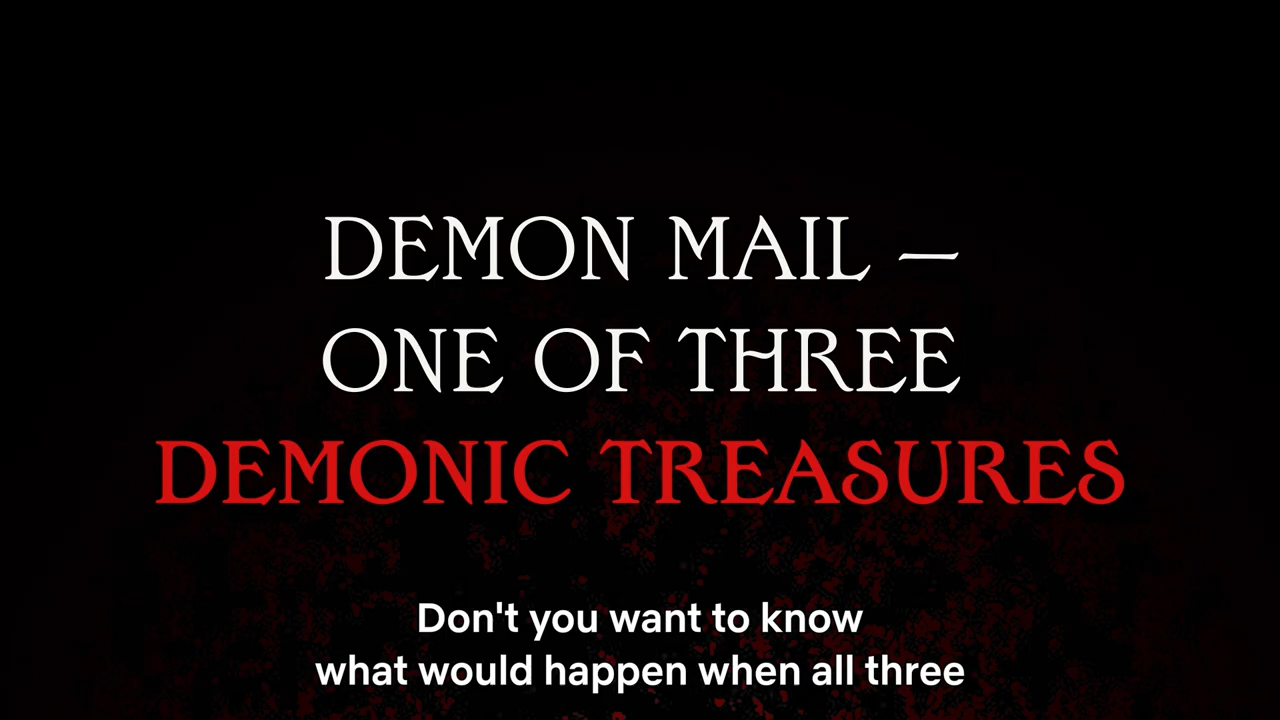 DEMON MAIL —
ONE OF THREE
DEMONIC TREASURES
Don't you want to know
what would happen when all three